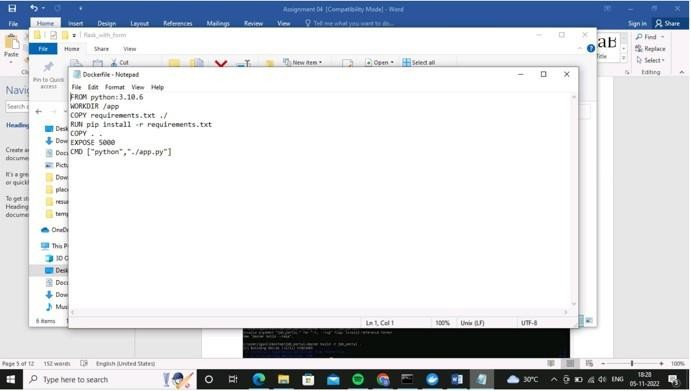 Assignment 04 [Compatibility Mode] - Word
Sign in
Share
File Home Insert Design Layout References Mailings Review View Tell me what you want to do...
flask_with_form
File Home Share View
Paste
Find
Replace
Select
Editing
Pin to Quick
access
Cut
New item
Open
Select all
Title
DockerFile - Notepad
File Edit Format View Help
FROM python:3.10.6
WORKDIR /app
COPY requirements.txt ./
RUN pip install -r requirements.txt
COPY . .
EXPOSE 5000
CMD ["python","./app.py"]
Navi
Search
Headin
Create a
docume
It's a gre
or quick
To get st
Heading
docume
Desk
Dow
Docu
Pictu
Dow
place
resu
temp
OneD
This P
3D O
Desk
Docu
Dow
Musi
6 items
Ln 1, Col 1
100%
Unix (LF)
UTF-8
Page 5 of 12 152 words English (United States)
100%
Type here to search
30°C
ENG
18:28
05-11-2022